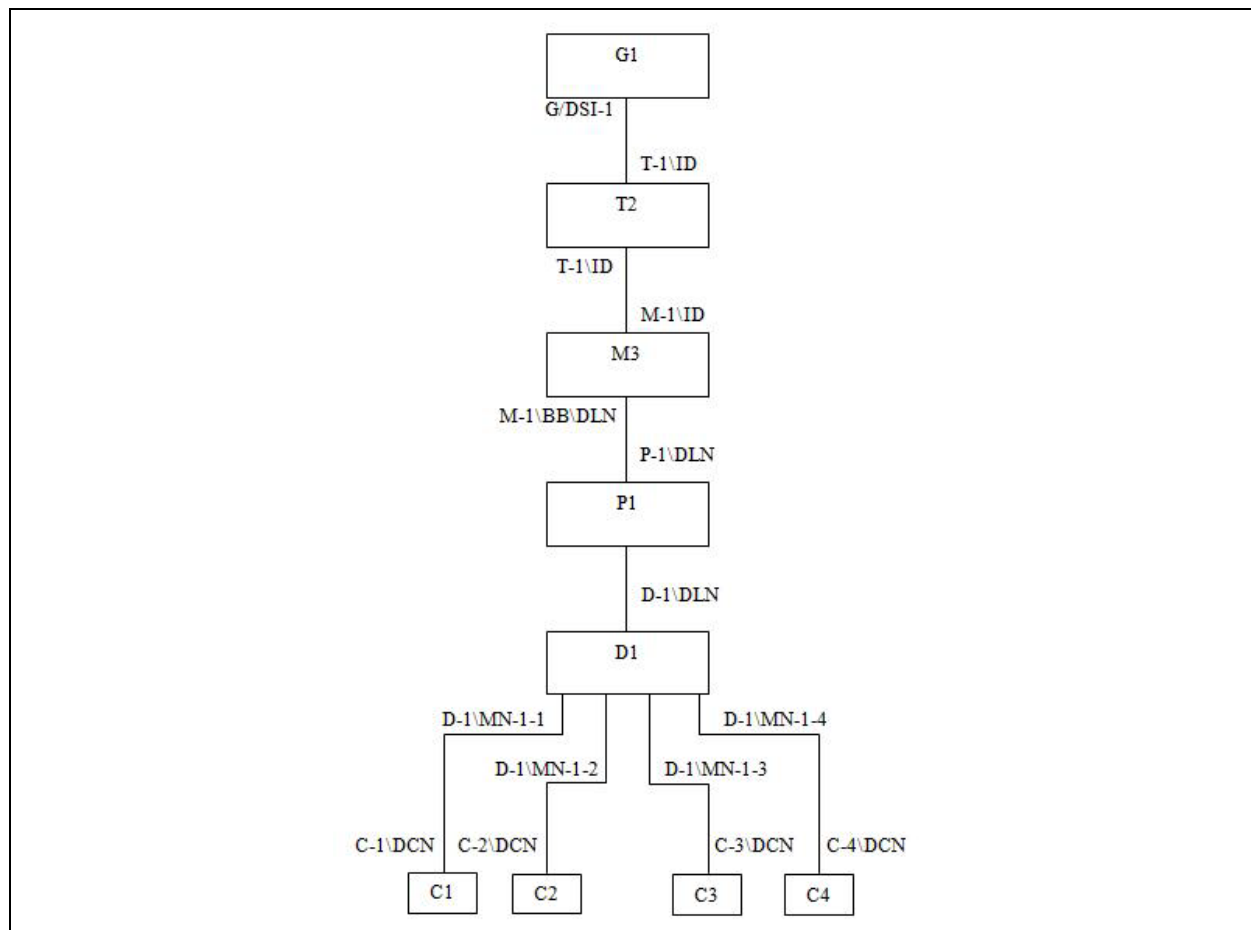 G1
G/DSI-1
T-1\ID
T2
T-1\ID
M-1\ID
M3
M-1\BB\DLN
P-1\DLN
P1
D-1\DLN
D1
D-1\MN-1-1
D-1\MN-1-4
D-1\MN-1-2
D-1\MN-1-3
C-1\DCN
C-2\DCN
C-3\DCN
C-4\DCN
C1
C2
C3
C4